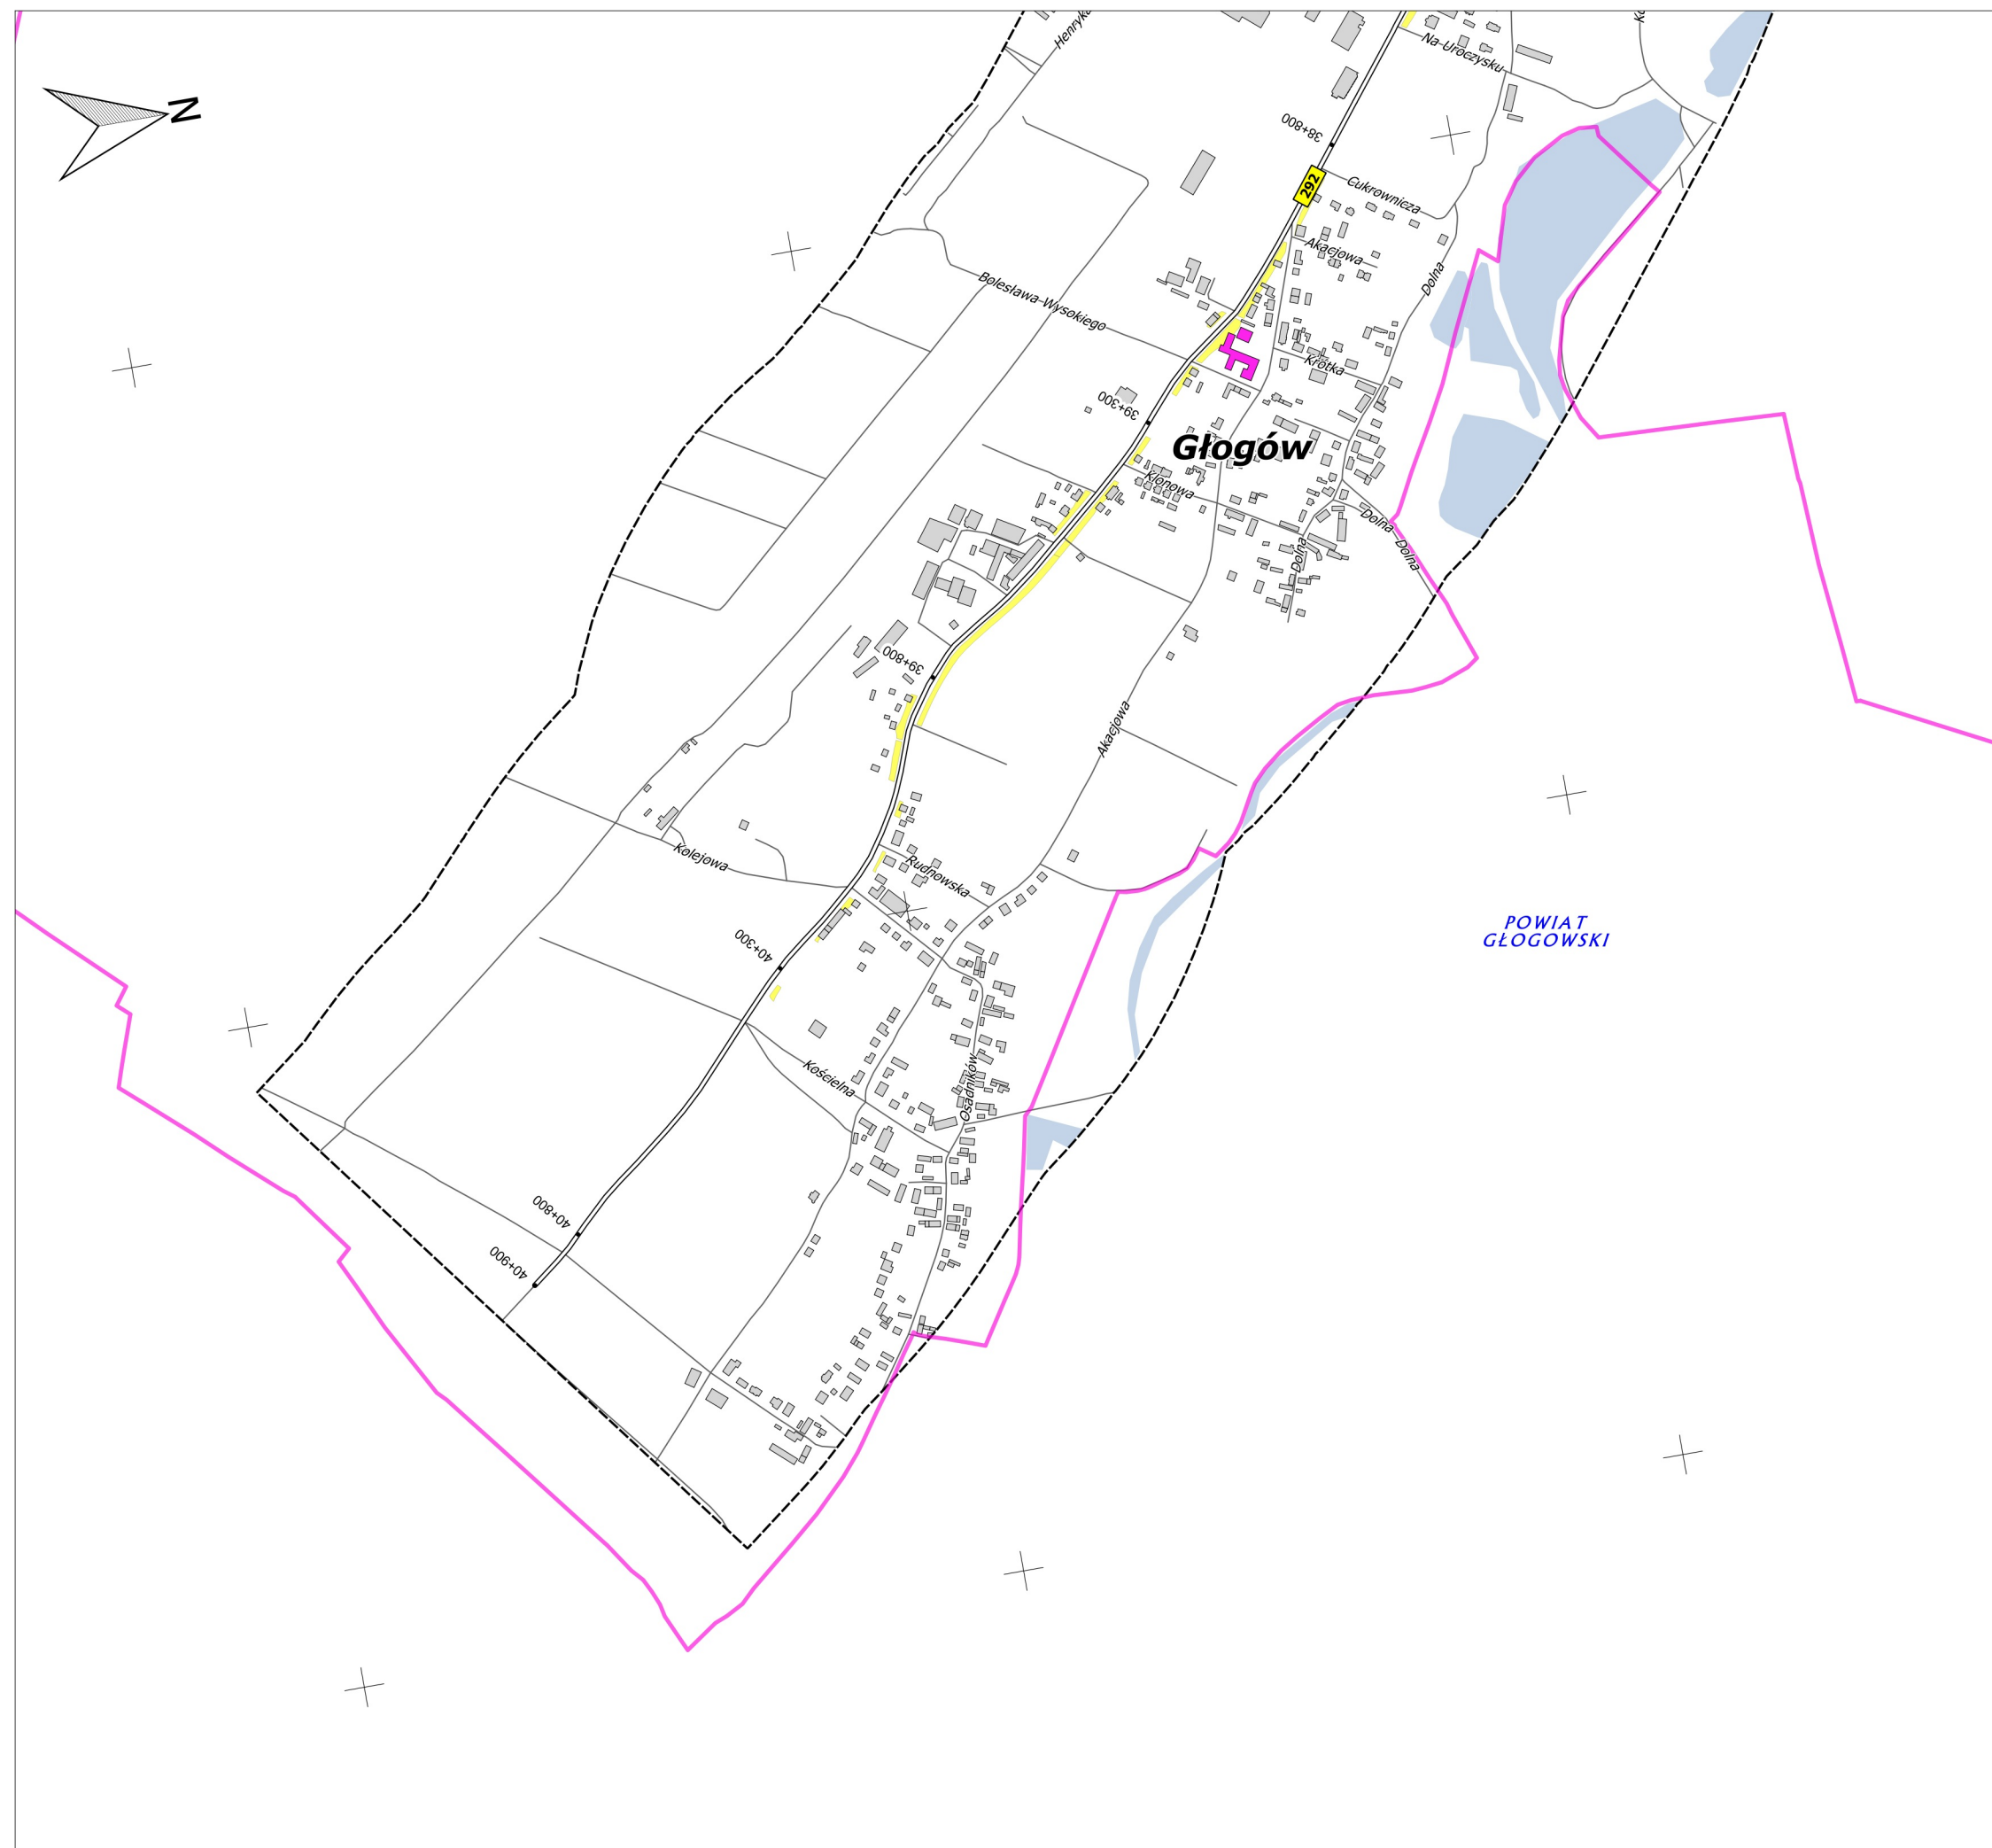 Henryka
Na Uroczysku
N
38+800
292
Cukrownicza
Akacjowa
Dolna
Bolesława Wysokiego
Krótka
39+300
Głogów
Klonowa
Dolna
Dolna
Dolna
39+800
Akacjowa
Kolejowa
Rudnowska
POWIAT
GŁOGOWSKI
40+300
Kościelna
Osadników
40+800
40+900